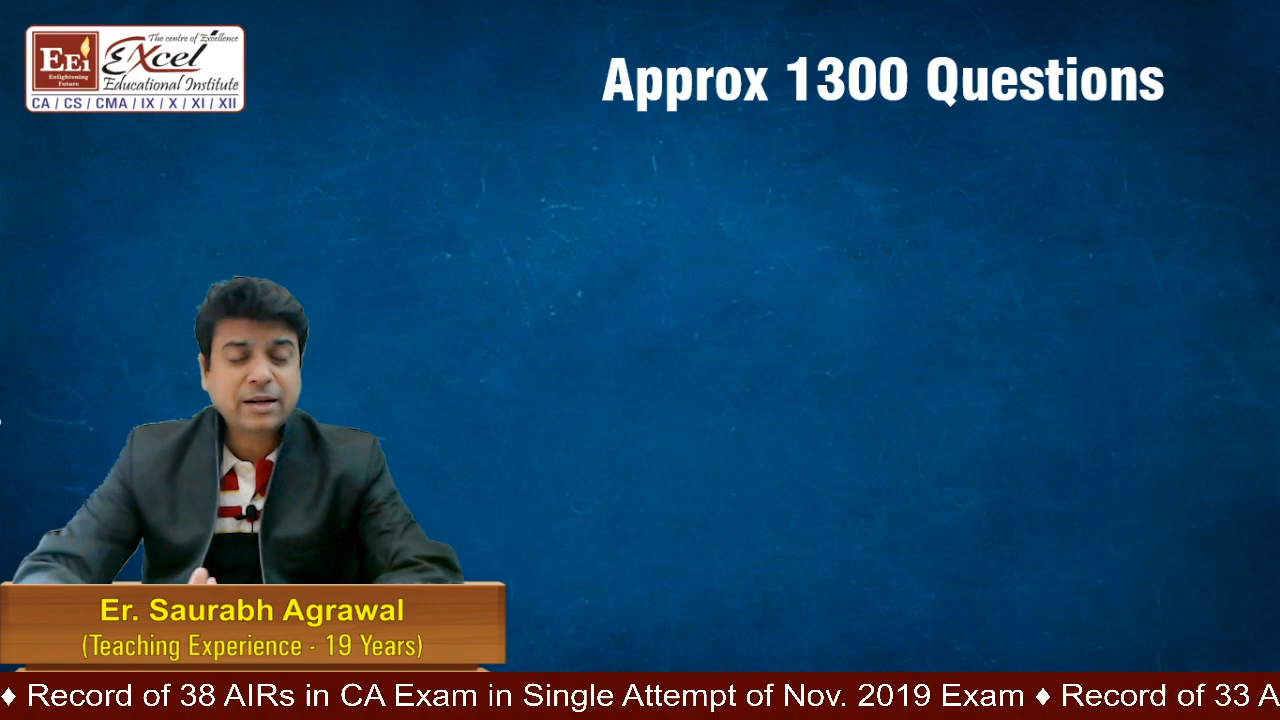 The centre of Excellence
EEi
Excel
Enlightening
Future
Educational Institute
CA / CS / CMA / IX / X / XI / XII
Approx 1300 Questions
Er. Saurabh Agrawal
(Teaching Experience - 19 Years)
♦ Record of 38 AIRs in CA Exam in Single Attempt of Nov. 2019 Exam ♦ Record of 33 A